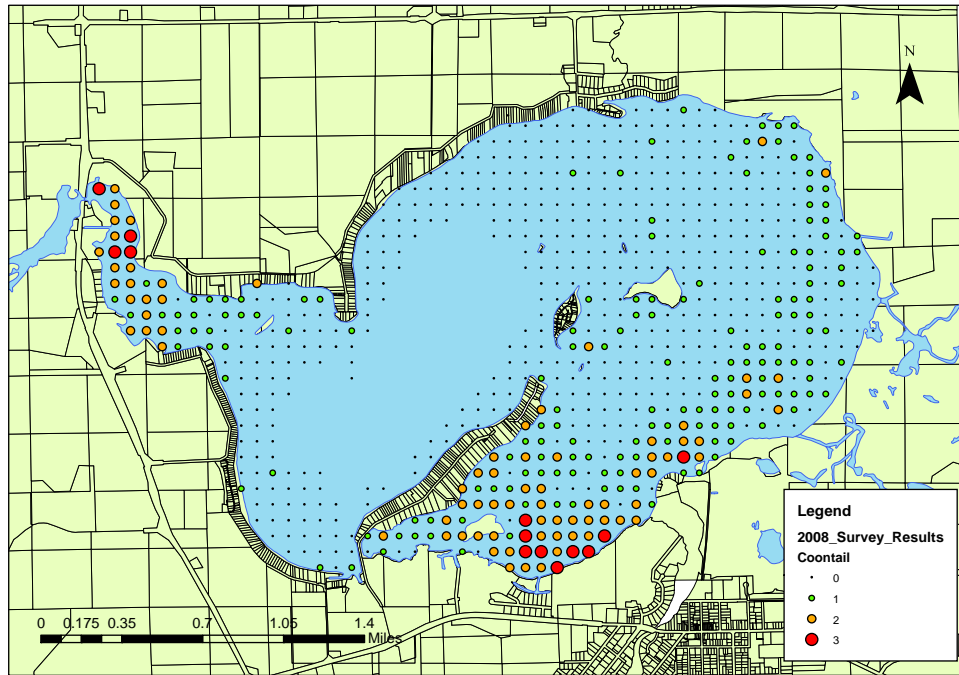 N
Legend
2008_Survey_Results
Coontail
0
1
2
3
0 0.175 0.35 0.7 1.05 1.4
Miles